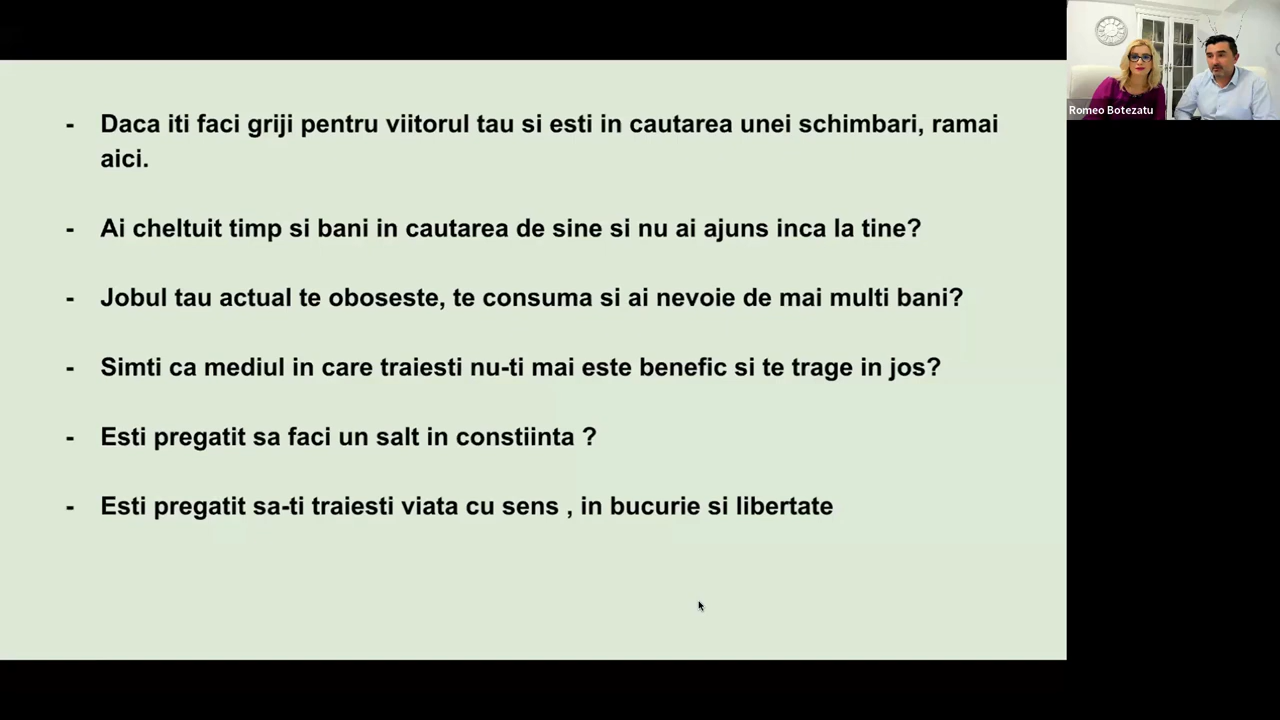 - Daca iti faci griji pentru viitorul tau si esti in cautarea unei schimbari, ramai
aici.
- Ai cheltuit timp si bani in cautarea de sine si nu ai ajuns inca la tine?
- Jobul tau actual te oboseste, te consuma si ai nevoie de mai multi bani?
- Simti ca mediul in care traiesti nu-ti mai este benefic si te trage in jos?
- Esti pregatit sa faci un salt in constiinta ?
- Esti pregatit sa-ti traiesti viata cu sens , in bucurie si libertate
Romeo Botezatu